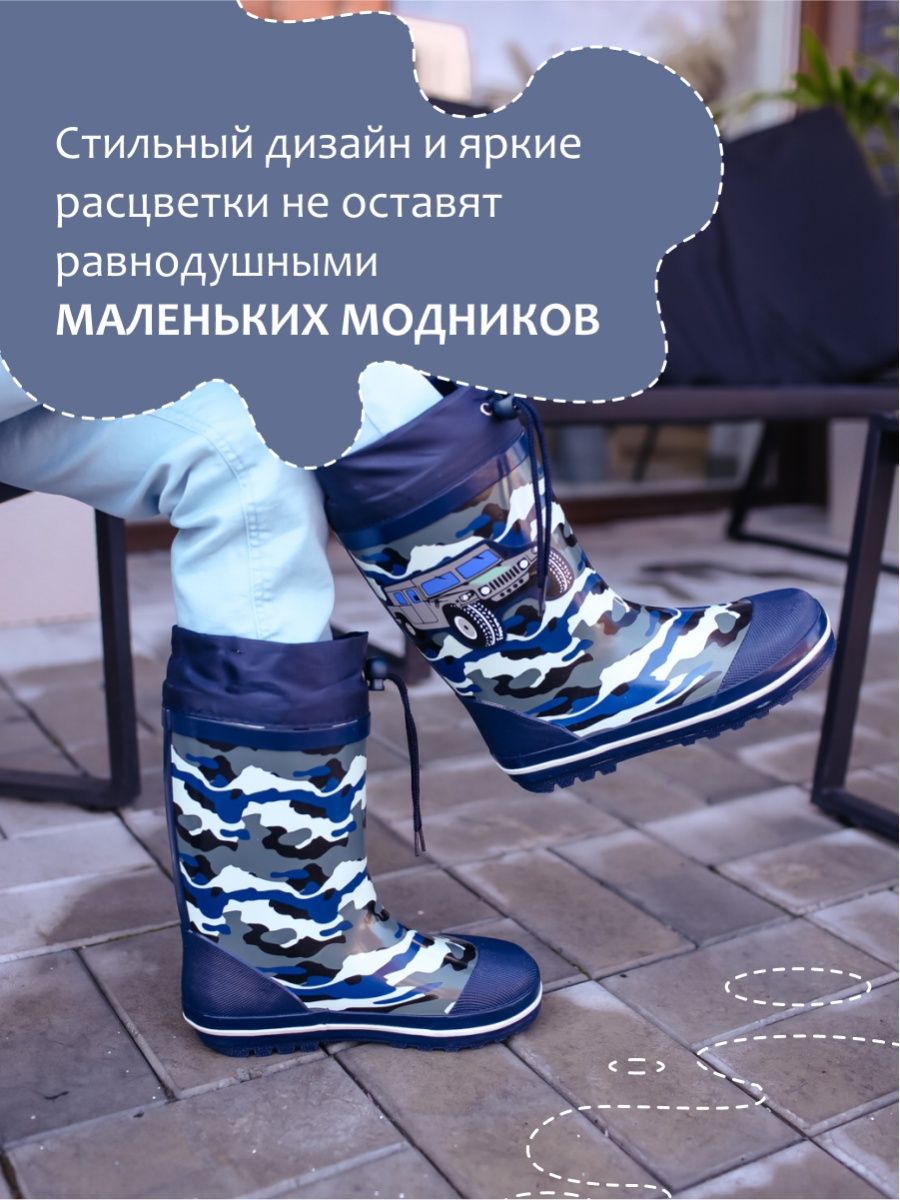 Стильный дизайн и яркие
расцветки не оставят
равнодушными
МАЛЕНЬКИХ МОДНИКОВ